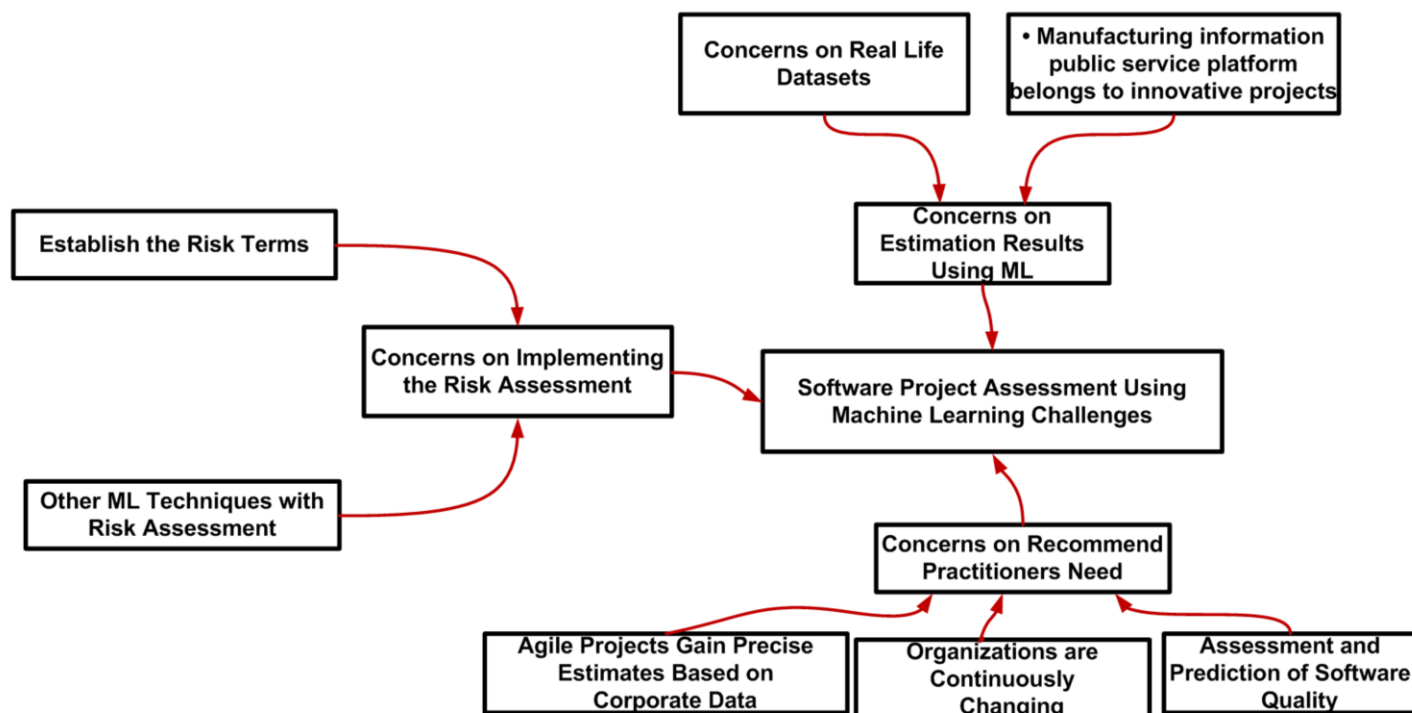 Concerns on Real Life
Datasets
• Manufacturing information
public service platform
belongs to innovative projects
Establish the Risk Terms
Concerns on
Estimation Results
Using ML
Concerns on Implementing
the Risk Assessment
Software Project Assessment Using
Machine Learning Challenges
Other ML Techniques with
Risk Assessment
Concerns on Recommend
Practitioners Need
Agile Projects Gain Precise
Estimates Based on
Corporate Data
Organizations are
Continuously
Changing
Assessment and
Prediction of Software
Quality